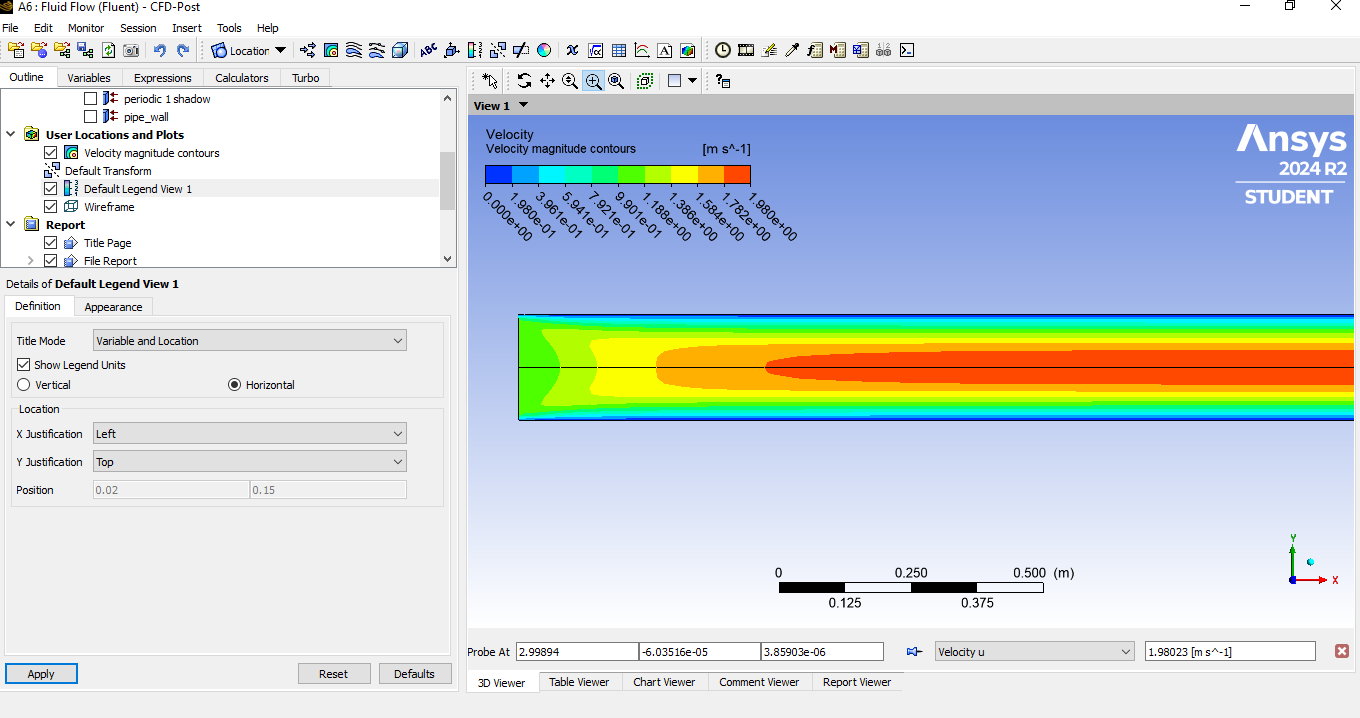 A6 : Fluid Flow (Fluent) - CFD-Post
File Edit Monitor Session Insert Tools Help
Location
Outline Variables Expressions Calculators Turbo
periodic 1 shadow
pipe_wall
User Locations and Plots
Velocity magnitude contours
Default Transform
Default Legend View 1
Wireframe
Report
Title Page
File Report
Details of Default Legend View 1
Definition Appearance
Title Mode Variable and Location
Show Legend Units
Vertical Horizontal
Location
X Justification Left
Y Justification Top
Position 0.02 0.15
Apply Reset Defaults
View 1
Velocity
Velocity magnitude contours [m s^-1]
0.000e+00
1.980e-01
3.961e-01
5.941e-01
7.921e-01
9.901e-01
1.188e+00
1.386e+00
1.584e+00
1.782e+00
1.980e+00
Ansys
2024 R2
STUDENT
0 0.250 0.500 (m)
0.125 0.375
Y
X
Probe At 2.99894 -6.03516e-05 3.85903e-06 Velocity u 1.98023 [m s^-1]
3D Viewer Table Viewer Chart Viewer Comment Viewer Report Viewer